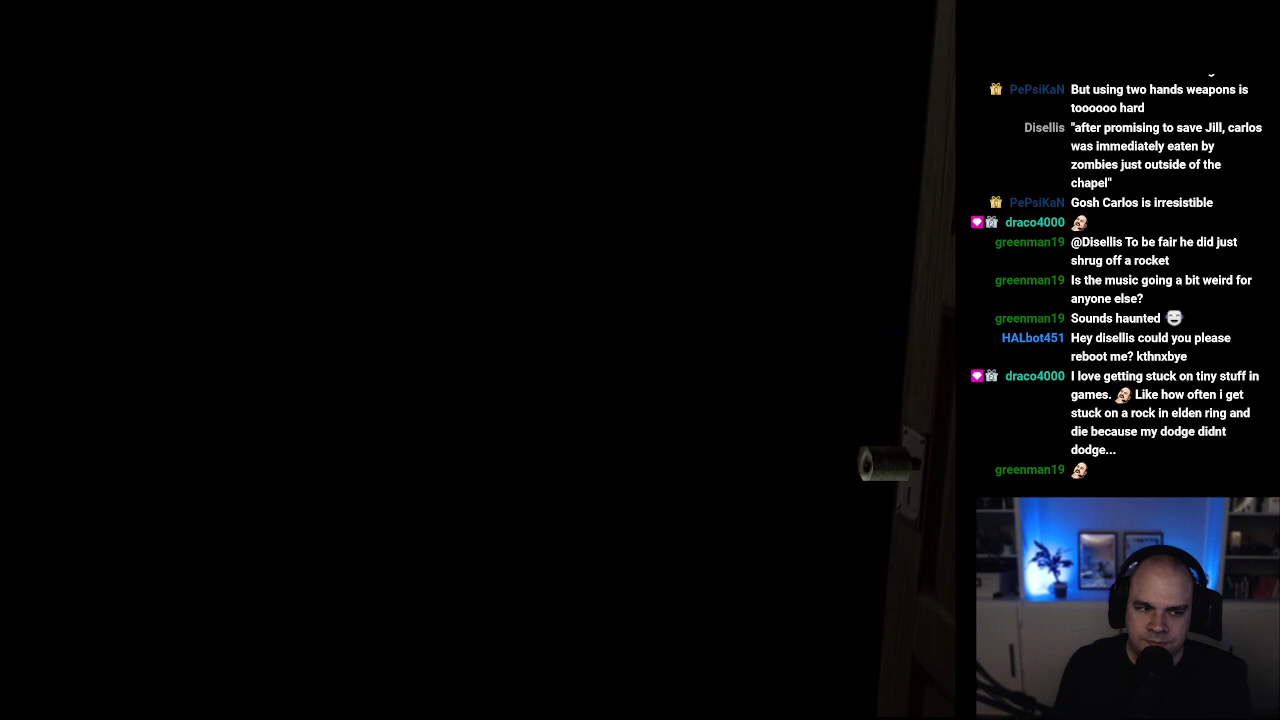 PePsiKaN But using two hands weapons is
toooooo hard
Disellis "after promising to save Jill, carlos
was immediately eaten by
zombies just outside of the
chapel"
PePsiKaN Gosh Carlos is irresistible
draco4000
greenman19 @Disellis To be fair he did just
shrug off a rocket
greenman19 Is the music going a bit weird for
anyone else?
greenman19 Sounds haunted
HALbot451 Hey disellis could you please
reboot me? kthnxbye
draco4000 I love getting stuck on tiny stuff in
games. Like how often i get
stuck on a rock in elden ring and
die because my dodge didnt
dodge...
greenman19